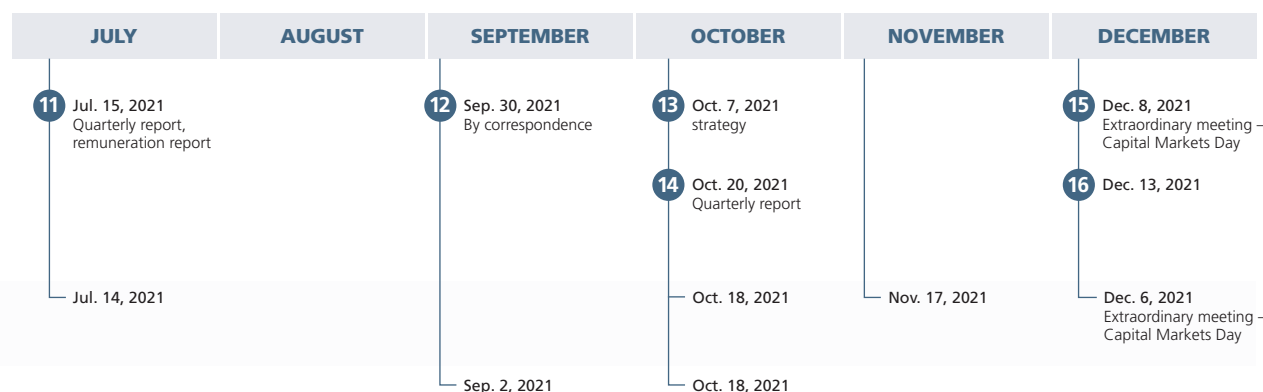 JULY
AUGUST
SEPTEMBER
OCTOBER
NOVEMBER
DECEMBER
11 Jul. 15, 2021
Quarterly report,
remuneration report
12 Sep. 30, 2021
By correspondence
13 Oct. 7, 2021
strategy
15 Dec. 8, 2021
Extraordinary meeting –
Capital Markets Day
14 Oct. 20, 2021
Quarterly report
16 Dec. 13, 2021
Jul. 14, 2021
Oct. 18, 2021
Nov. 17, 2021
Dec. 6, 2021
Extraordinary meeting –
Capital Markets Day
Sep. 2, 2021
Oct. 18, 2021